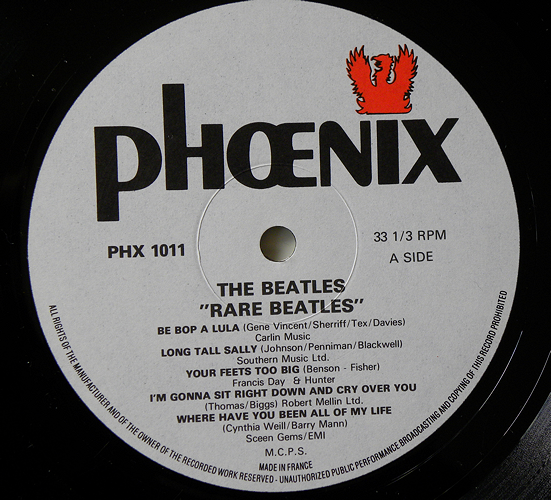 phŒNIX
PHX 1011
33 1/3 RPM
A SIDE
THE BEATLES
"RARE BEATLES"
BE BOP A LULA (Gene Vincent/Sherriff/Tex/Davies)
Carlin Music
LONG TALL SALLY (Johnson/Penniman/Blackwell)
Southern Music Ltd.
YOUR FEETS TOO BIG (Benson - Fisher)
Francis Day & Hunter
I'M GONNA SIT RIGHT DOWN AND CRY OVER YOU
(Thomas/Biggs) Robert Mellin Ltd.
WHERE HAVE YOU BEEN ALL OF MY LIFE
(Cynthia Weill/Barry Mann)
Sceen Gems/EMI
M.C.P.S.
MADE IN FRANCE
ALL RIGHTS OF THE MANUFACTURER AND OF THE OWNER OF THE RECORDED WORK RESERVED - UNAUTHORIZED PUBLIC PERFORMANCE BROADCASTING AND COPYING OF THIS RECORD PROHIBITED